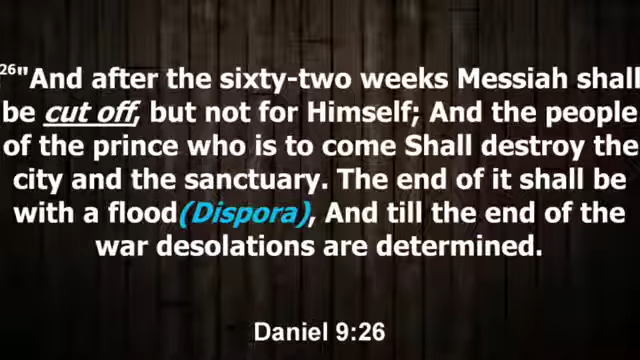 26"And after the sixty-two weeks Messiah shall
be cut off, but not for Himself; And the people
of the prince who is to come Shall destroy the
city and the sanctuary. The end of it shall be
with a flood(Dispora), And till the end of the
war desolations are determined.
Daniel 9:26